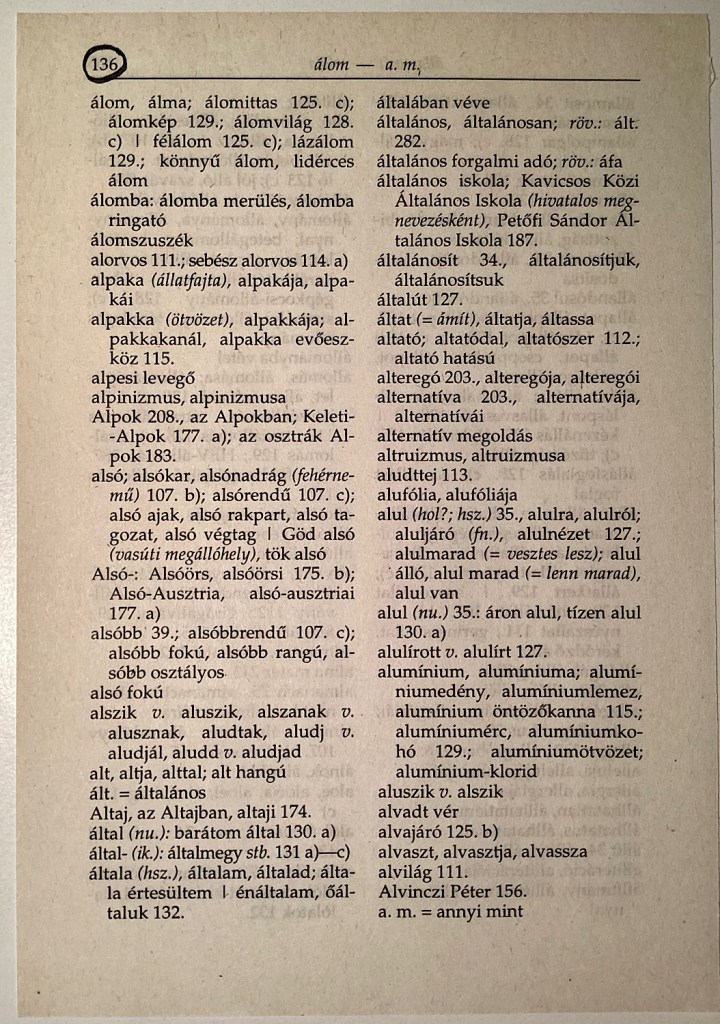 136
álom — a. m.
álom, álma; álomittas 125. c);
álomkép 129.; álomvilág 128.
c) | félálom 125. c); lázálom
129.; könnyű álom, lidérces
álom
álomba: álomba merülés, álomba
ringató
álomszuszék
alorvos 111.; sebész alorvos 114. a)
alpaka (állatfajta), alpakája, alpa-
kái
alpakka (ötvözet), alpakkája; al-
pakkakanál, alpakka evőesz-
köz 115.
alpesi levegő
alpinizmus, alpinizmusa
Alpok 208., az Alpokban; Keleti-
-Alpok 177. a); az osztrák Al-
pok 183.
alsó; alsókar, alsónadrág (fehérne-
mű) 107. b); alsórendű 107. c);
alsó ajak, alsó rakpart, alsó ta-
gozat, alsó végtag | Göd alsó
(vasúti megállóhely), tök alsó
Alsó-: Alsóörs, alsóörsi 175. b);
Alsó-Ausztria, alsó-ausztriai
177. a)
alsóbb 39.; alsóbbrendű 107. c);
alsóbb fokú, alsóbb rangú, al-
sóbb osztályos
alsó fokú
alszik v. aluszik, alszanak v.
alusznak, aludtak, aludj v.
aludjál, aludd v. aludjad
alt, altja, alttal; alt hangú
ált. = általános
Altaj, az Altajban, altaji 174.
által (nu.): barátom által 130. a)
által- (ik.): általmegy stb. 131 a)—c)
általa (hsz.), általam, általad; álta-
la értesültem | énáltalam, őál-
taluk 132.
általában véve
általános, általánosan; röv.: ált.
282.
általános forgalmi adó; röv.: áfa
általános iskola; Kavicsos Közi
Általános Iskola (hivatalos meg-
nevezésként), Petőfi Sándor Ál-
talános Iskola 187.
általánosít 34., általánosítjuk,
általánosítsuk
általút 127.
áltat (= ámít), áltatja, áltassa
altató; altatódal, altatószer 112.;
altató hatású
alteregó 203., alteregója, alteregói
alternatíva 203., alternatívája,
alternatívái
alternatív megoldás
altruizmus, altruizmusa
aludttej 113.
alufólia, alufóliája
alul (hol?; hsz.) 35., alulra, alulról;
aluljáró (fn.), alulnézet 127.;
alulmarad (= vesztes lesz); alul
álló, alul marad (= lenn marad),
alul van
alul (nu.) 35.: áron alul, tízen alul
130. a)
alulírott v. alulírt 127.
alumínium, alumíniuma; alumí-
niumedény, alumíniumlemez,
alumínium öntözőkanna 115.;
alumíniumérc, alumíniumko-
hó 129.; alumíniumötvözet;
alumínium-klorid
aluszik v. alszik
alvadt vér
alvajáró 125. b)
alvaszt, alvasztja, alvassza
alvilág 111.
Alvinczi Péter 156.
a. m. = annyi mint